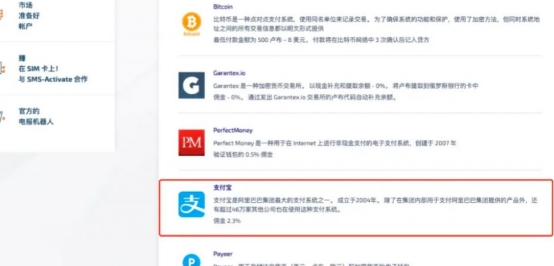 市场
准备好
帐户
赚
在 SIM 卡上!
与 SMS-Activate 合作
官方的
电报机器人
Bitcoin
比特币是一种点对点支付系统，使用同名单位来记录交易。为了确保系统的功能和保护，使用了加密方法，但同时系统地
址之间的所有交易信息都以明文形式提供
最低付款金额为 500 卢布 – 8 美元。付款将在比特币网络中 3 次确认后记入贷方
Bitcoin
Garantex.io
Garantex 是一种加密货币交易所。 以现金补充和提取余额 - 0%。 将卢布提取到俄罗斯银行的卡中
佣金 - 0%。 通过发出 Garantex.io 交易所的卢布代码自动补充余额。
PerfectMoney
PM
Perfect Money 是一种用于在 Internet 上进行非现金支付的电子支付系统，创建于 2007 年
验证钱包的 0.5% 佣金
支付宝
支
支付宝是阿里巴巴集团最大的支付系统之一。 成立于2004年。 除了在集团内部用于支付阿里巴巴集团提供的产品外，还
有超过46万家其他公司也在使用这种支付系统。
佣金 2.3%
Payeer